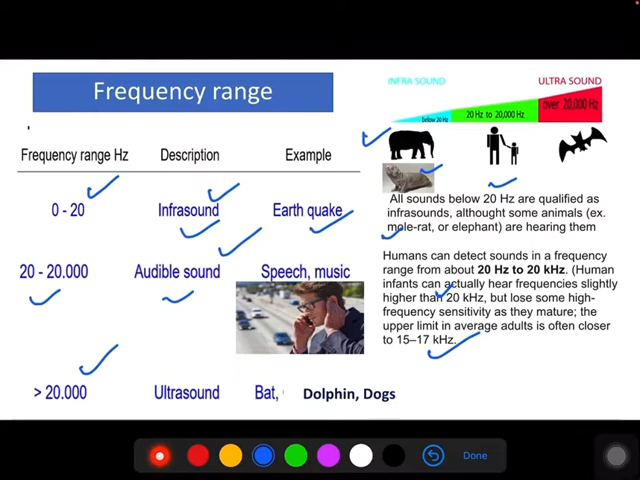 Frequency range
Frequency range Hz Description Example
0 - 20 Infrasound Earth quake
20 - 20.000 Audible sound Speech, music
> 20.000 Ultrasound Bat, Dolphin, Dogs
INFRA SOUND ULTRA SOUND
below 20 Hz 20 Hz to 20,000 Hz over 20,000 Hz
All sounds below 20 Hz are qualified as
infrasounds, althought some animals (ex.
mole-rat, or elephant) are hearing them
Humans can detect sounds in a frequency
range from about 20 Hz to 20 kHz. (Human
infants can actually hear frequencies slightly
higher than 20 kHz, but lose some high-
frequency sensitivity as they mature; the
upper limit in average adults is often closer
to 15–17 kHz.
Done